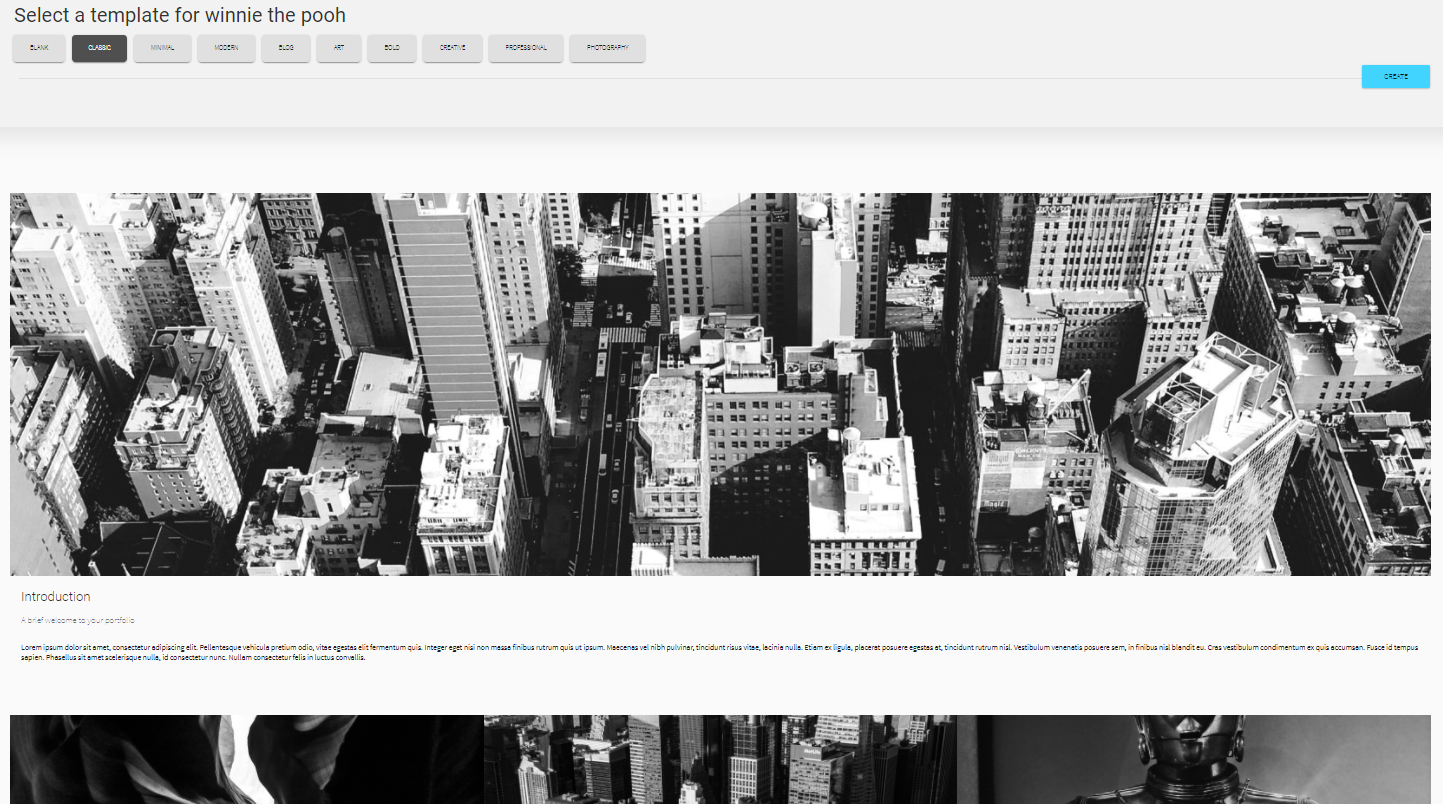 Select a template for winnie the pooh
BLANK CLASSIC MINIMAL MODERN BLOG ART BOLD CREATIVE PROFESSIONAL PHOTOGRAPHY
CREATE
Introduction
A brief welcome to your portfolio
Lorem ipsum dolor sit amet, consectetur adipiscing elit. Pellentesque vehicula pretium odio, vitae egestas elit fermentum quis. Integer eget nisi non massa finibus rutrum quis ut ipsum. Maecenas vel nibh pulvinar, tincidunt risus vitae, lacinia nulla. Etiam ex ligula, placerat posuere egestas at, tincidunt rutrum nisl. Vestibulum venenatis posuere sem, in finibus nisl blandit eu. Cras vestibulum condimentum ex quis accumsan. Fusce id tempus
sapien. Phasellus sit amet scelerisque nulla, id consectetur nunc. Nullam consectetur felis in luctus convallis.